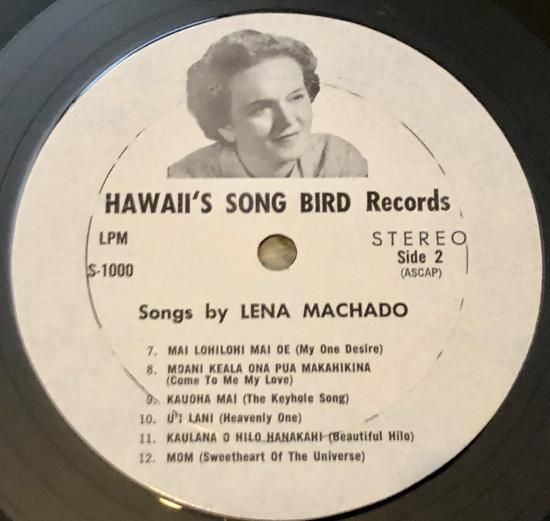 HAWAII'S SONG BIRD Records
LPM
STEREO
S-1000
Side 2
(ASCAP)
Songs by LENA MACHADO
7. MAI LOHILOHI MAI OE (My One Desire)
8. MOANI KEALA ONA PUA MAKAHIKINA
(Come To Me My Love)
9. KAUOHA MAI (The Keyhole Song)
10. U'I LANI (Heavenly One)
11. KAULANA O HILO HANAKAHI (Beautiful Hilo)
12. MOM (Sweetheart Of The Universe)